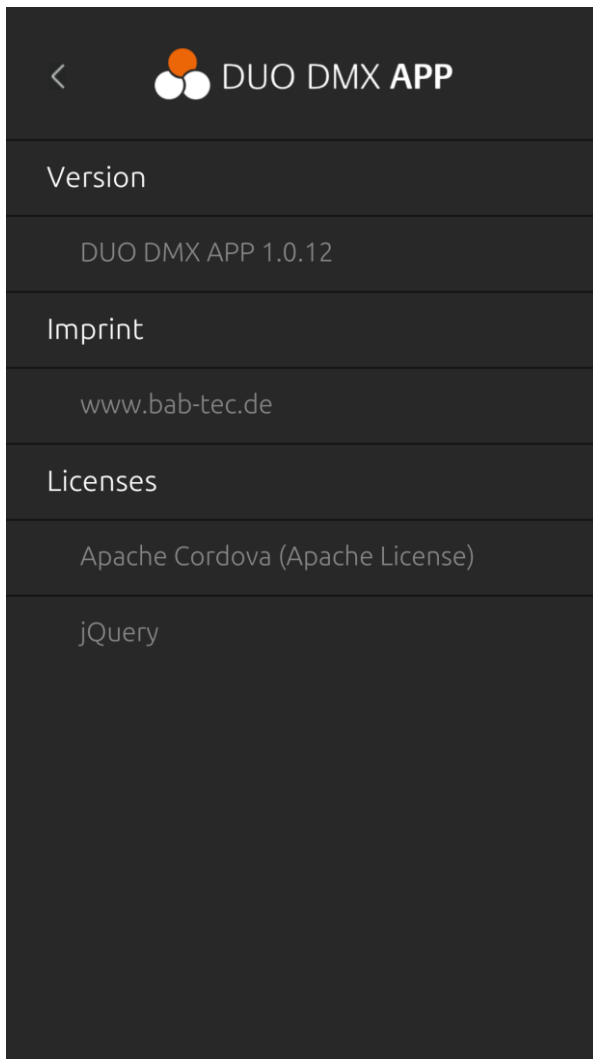 DUO DMX APP
Version
DUO DMX APP 1.0.12
Imprint
www.bab-tec.de
Licenses
Apache Cordova (Apache License)
jQuery